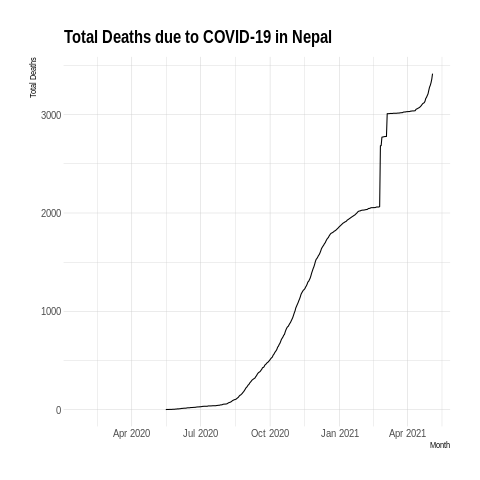 Total Deaths due to COVID-19 in Nepal
Total Deaths
3000
2000
1000
0
Apr 2020 Jul 2020 Oct 2020 Jan 2021 Apr 2021
Month